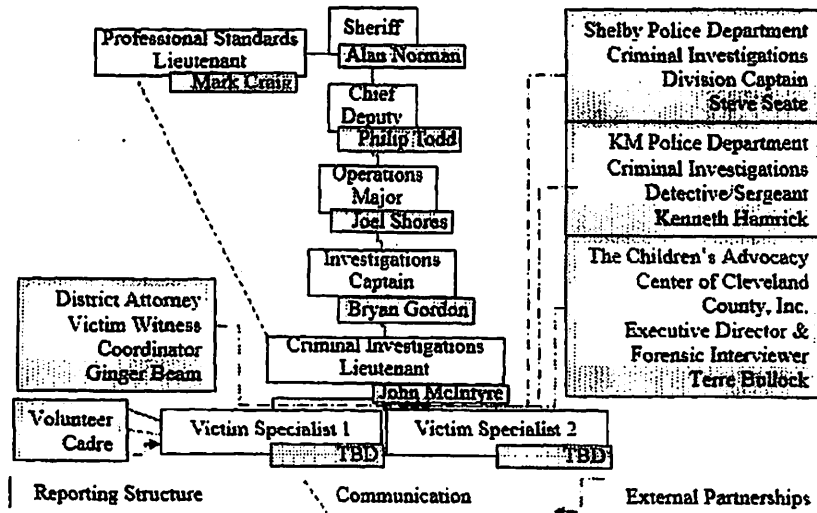 Sheriff
Alan Norman
Professional Standards
Lieutenant
Mark Craig
Chief
Deputy
Philip Todd
Operations
Major
Joel Shores
Investigations
Captain
Bryan Gordon
Criminal Investigations
Lieutenant
John McIntyre
District Attorney
Victim Witness
Coordinator
Ginger Beam
Shelby Police Department
Criminal Investigations
Division Captain
Steve Seate
KM Police Department
Criminal Investigations
Detective/Sergeant
Kenneth Hamrick
The Children's Advocacy
Center of Cleveland
County, Inc.
Executive Director &
Forensic Interviewer
Terre Bullock
Volunteer
Cadre
Victim Specialist 1
TBD
Victim Specialist 2
TBD
Reporting Structure
Communication
External Partnerships